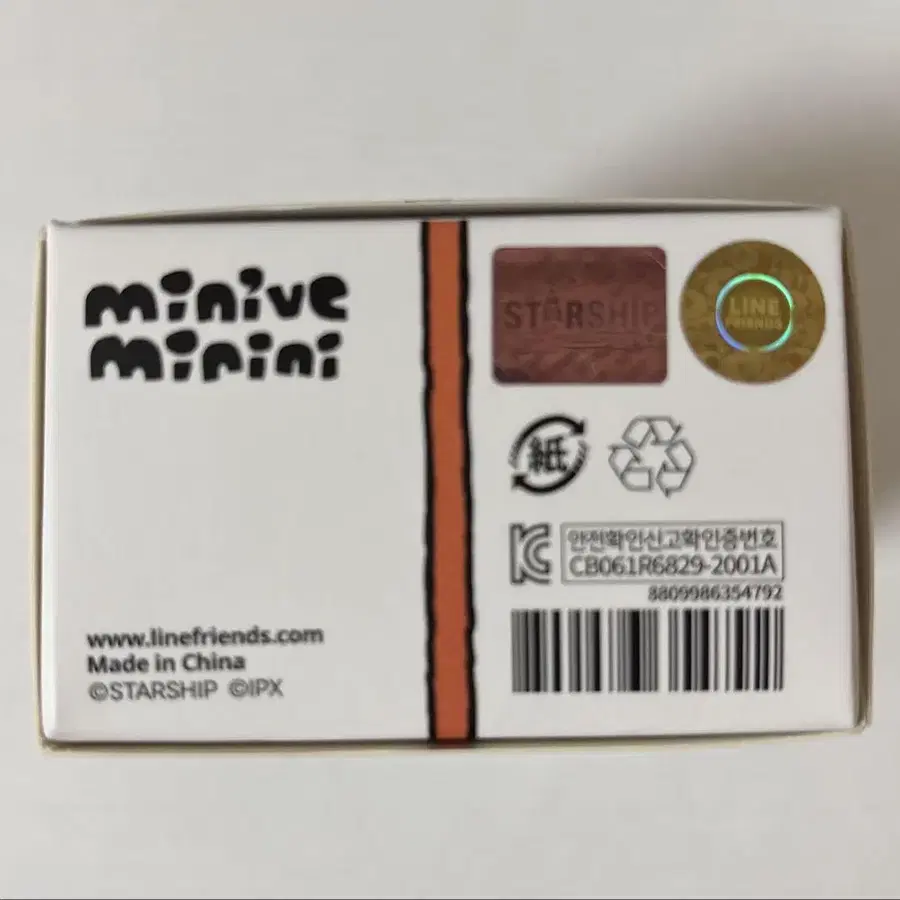 minive
minini
www.linefriends.com
Made in China
©STARSHIP ©IPX
STARSHIP
LINE
FRIENDS
紙
안전확인신고확인증번호
CB061R6829-2001A
8809986354792